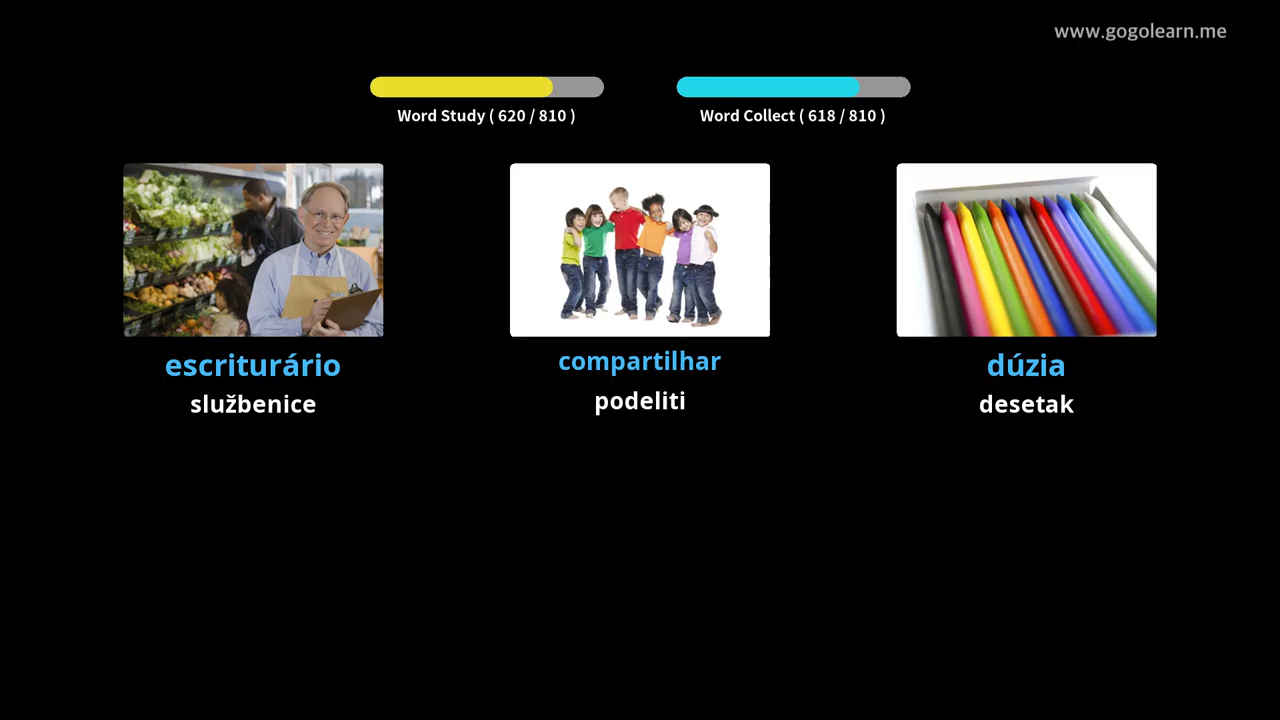 www.gogolearn.me
Word Study ( 620 / 810 )
Word Collect ( 618 / 810 )
escriturário
službenice
compartilhar
podeliti
dúzia
desetak